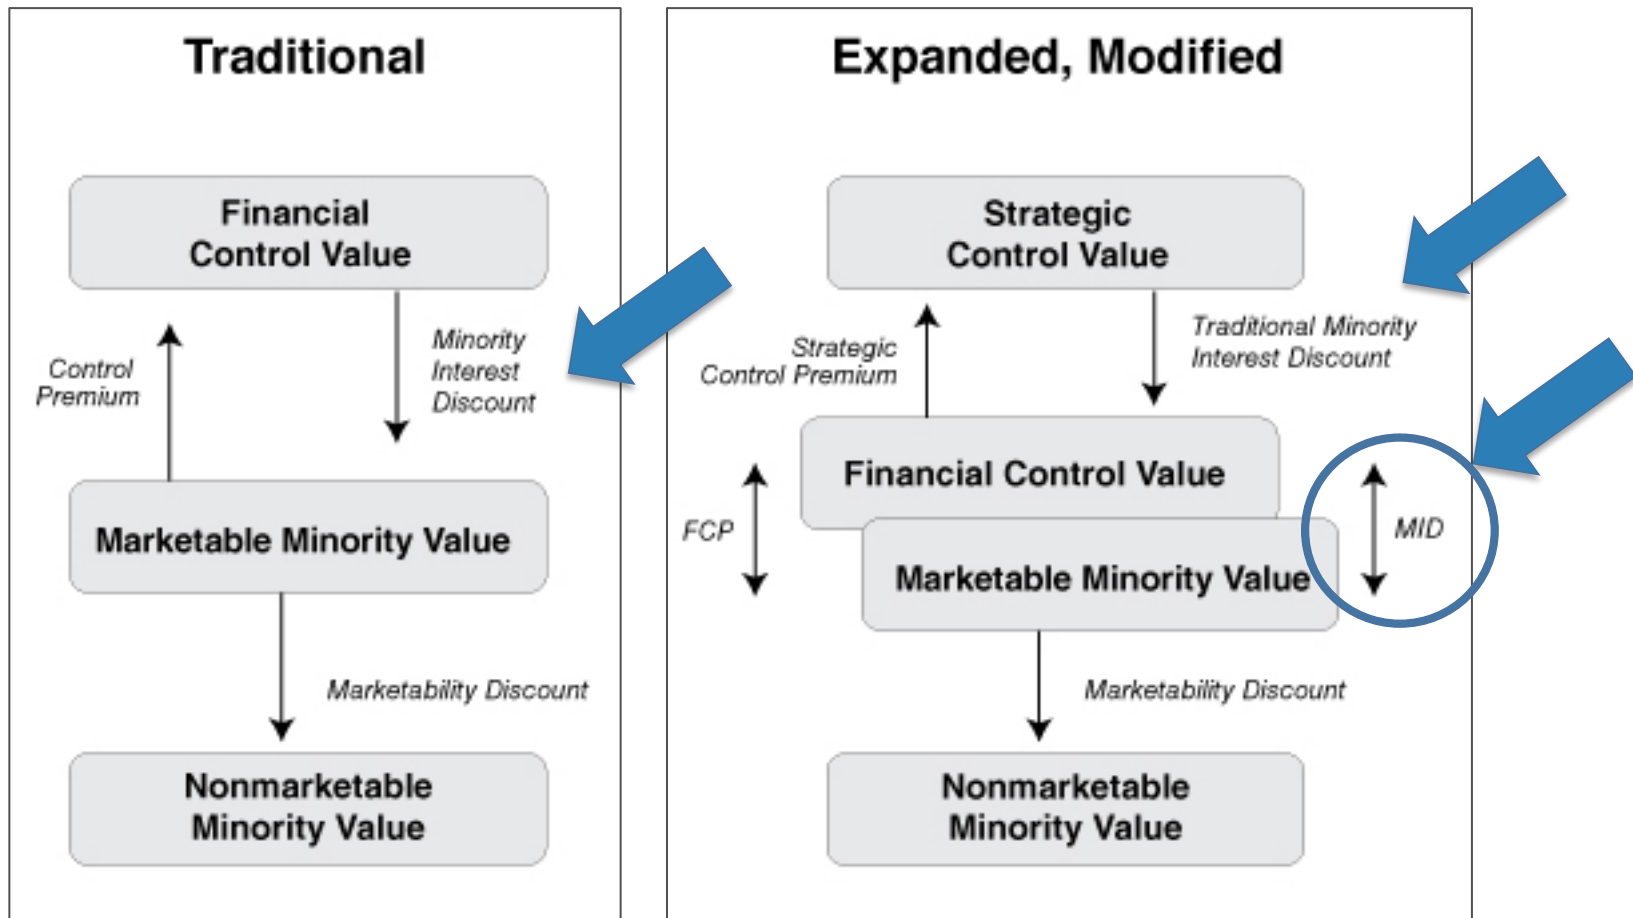 Traditional
Financial
Control Value
Control
Premium
Minority
Interest
Discount
Marketable Minority Value
Marketability Discount
Nonmarketable
Minority Value
Expanded, Modified
Strategic
Control Value
Strategic
Control Premium
Traditional Minority
Interest Discount
Financial Control Value
FCP
MID
Marketable Minority Value
Marketability Discount
Nonmarketable
Minority Value